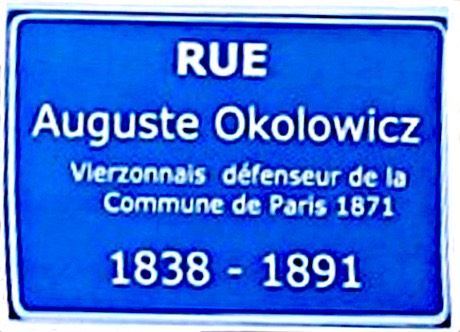 RUE
Auguste Okolowicz
Vierzonnais défenseur de la
Commune de Paris 1871
1838 - 1891